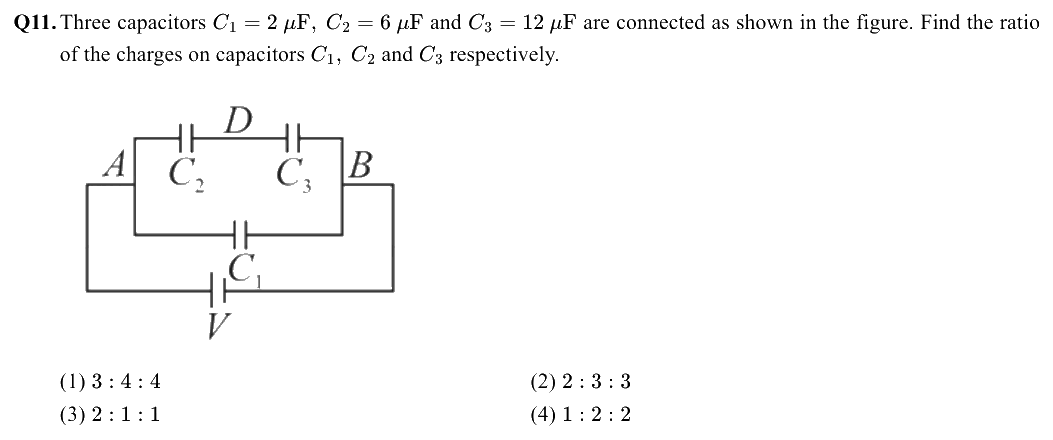 Q11. Three capacitors C₁ = 2 μF, C₂ = 6 μF and C₃ = 12 μF are connected as shown in the figure. Find the ratio
of the charges on capacitors C₁, C₂ and C₃ respectively.
D
A C₂ C₃ B
C₁
V
(1) 3 : 4 : 4 (2) 2 : 3 : 3
(3) 2 : 1 : 1 (4) 1 : 2 : 2